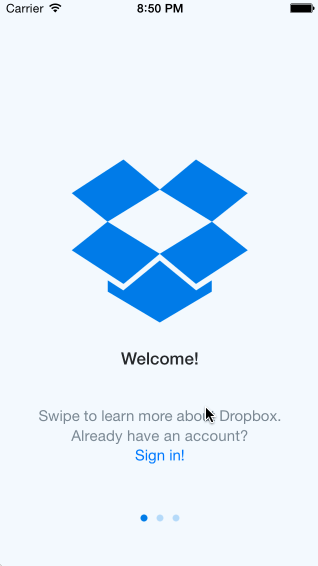 Carrier 8:50 PM
Welcome!
Swipe to learn more about Dropbox.
Already have an account?
Sign in!